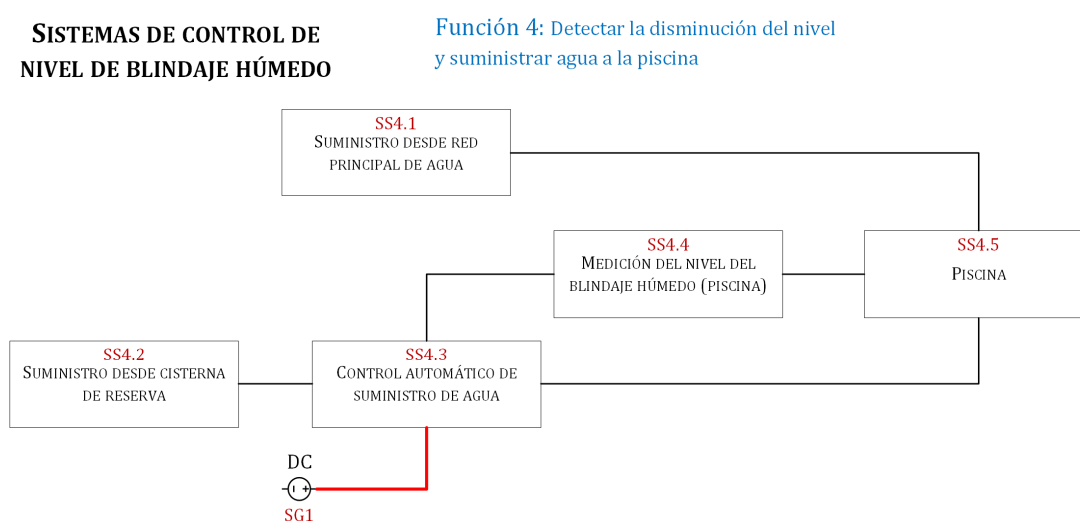 SISTEMAS DE CONTROL DE
NIVEL DE BLINDAJE HÚMEDO
Función 4: Detectar la disminución del nivel
y suministrar agua a la piscina
SS4.1
SUMINISTRO DESDE RED
PRINCIPAL DE AGUA
SS4.4
MEDICIÓN DEL NIVEL DEL
BLINDAJE HÚMEDO (PISCINA)
SS4.5
PISCINA
SS4.2
SUMINISTRO DESDE CISTERNA
DE RESERVA
SS4.3
CONTROL AUTOMÁTICO DE
SUMINISTRO DE AGUA
DC
SG1